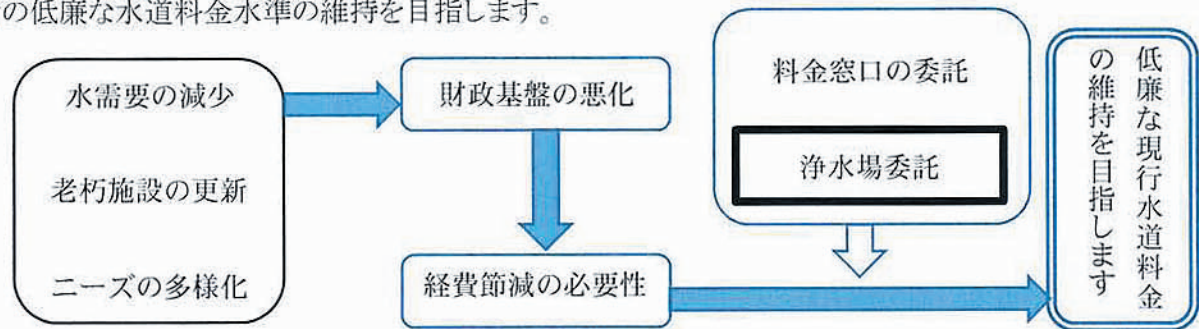 の低廉な水道料金水準の維持を目指します。
水需要の減少
老朽施設の更新
ニーズの多様化
財政基盤の悪化
経費節減の必要性
料金窓口の委託
浄水場委託
低廉な現行水道料金
の維持を目指します